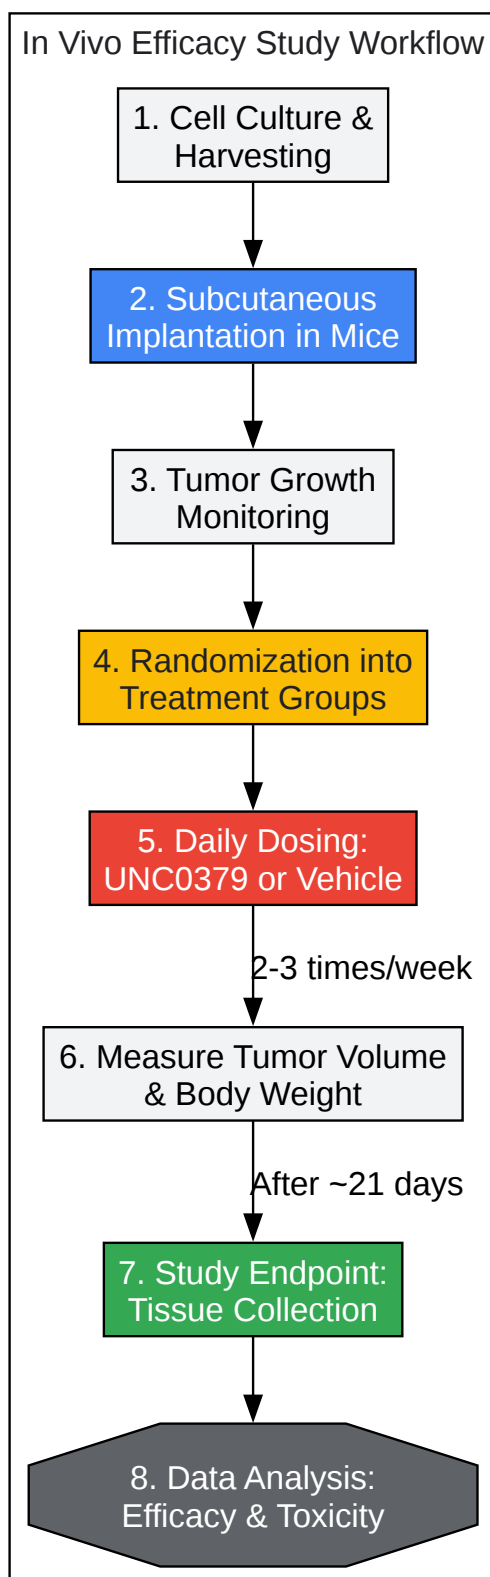 In Vivo Efficacy Study Workflow
1. Cell Culture &
Harvesting
2. Subcutaneous
Implantation in Mice
3. Tumor Growth
Monitoring
4. Randomization into
Treatment Groups
5. Daily Dosing:
UNC0379 or Vehicle
2-3 times/week
6. Measure Tumor Volume
& Body Weight
After ~21 days
7. Study Endpoint:
Tissue Collection
8. Data Analysis:
Efficacy & Toxicity